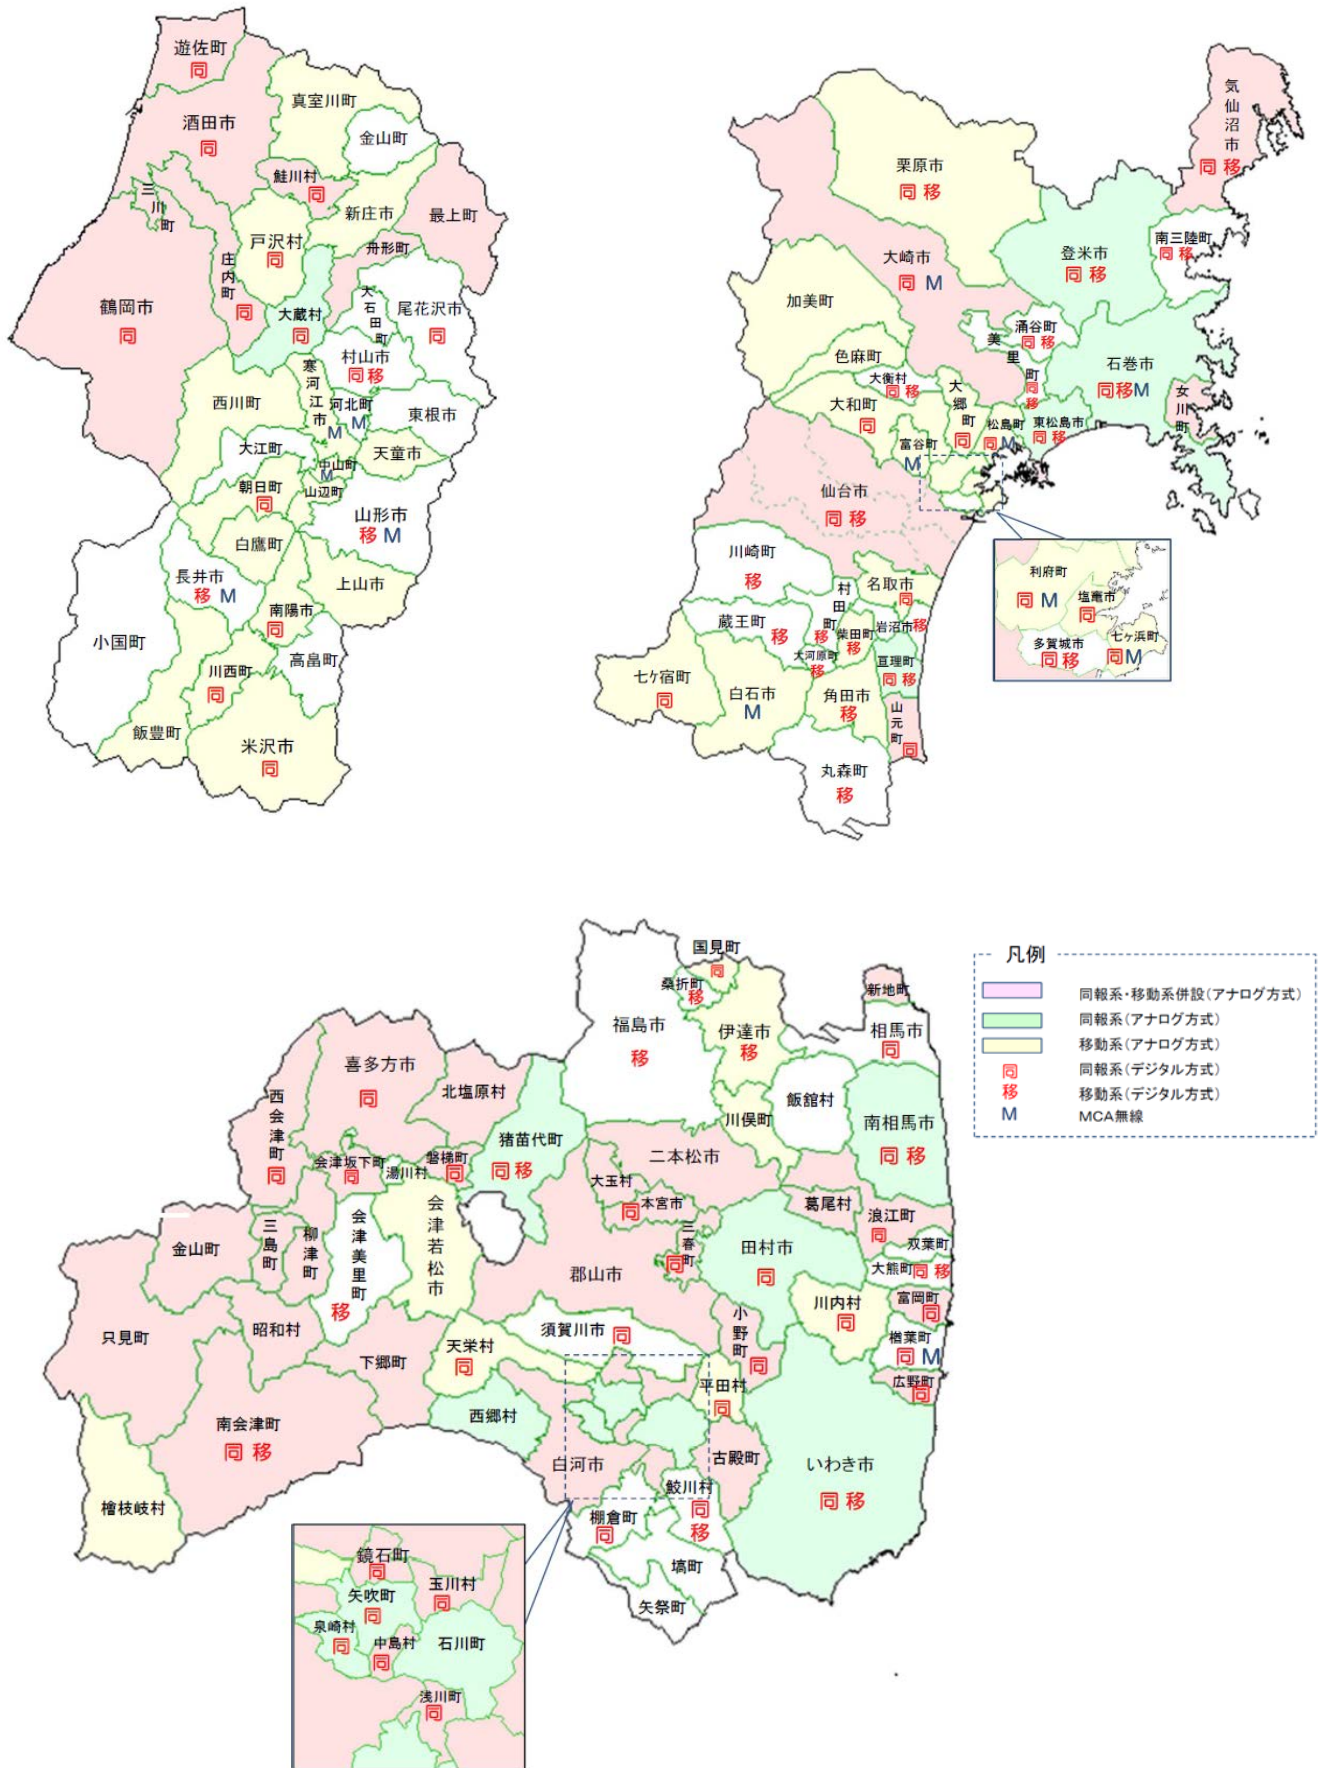 遊佐町
同
酒田市
同
真室川町
金山町
鮭川村
同
新庄市
最上町
三川町
庄内町
同
戸沢村
同
舟形町
鶴岡市
同
大蔵村
同
大石田町
尾花沢市
同
村山市
同移
寒河江市
M
河北町
M
東根市
西川町
大江町
中山町
M
天童市
朝日町
同
山辺町
山形市
移 M
白鷹町
長井市
移 M
上山市
南陽市
同
小国町
高畠町
川西町
同
飯豊町
米沢市
同
気仙沼市
同 移
栗原市
同 移
南三陸町
同 移
登米市
同 移
大崎市
同 M
加美町
涌谷町
同 移
美里町
同
移
石巻市
同移M
女川町
色麻町
大衡村
同 移
大和町
同
大郷町
同
松島町
同 M
東松島市
同 移
富谷町
M
仙台市
同 移
利府町
同 M
塩竈市
同
多賀城市
同 移
七ヶ浜町
同M
川崎町
移
村田町
移
名取市
同
岩沼市
移
蔵王町
移
柴田町
移
大河原町
移
亘理町
同 移
七ケ宿町
同
白石市
M
角田市
移
山元町
同
丸森町
移
凡例
同報系・移動系併設(アナログ方式)
同報系(アナログ方式)
移動系(アナログ方式)
同 同報系(デジタル方式)
移 移動系(デジタル方式)
M MCA無線
国見町
同
桑折町
移
新地町
福島市
移
伊達市
移
相馬市
同
飯舘村
川俣町
南相馬市
同 移
喜多方市
同
北塩原村
西会津町
同
猪苗代町
同 移
会津坂下町
同
湯川村
磐梯町
同
二本松市
大玉村
本宮市
同
葛尾村
浪江町
同
双葉町
大熊町
同 移
三春町
同
田村市
同
金山町
三島町
柳津町
会津美里町
移
会津若松市
郡山市
川内村
同
富岡町
同
楢葉町
同 M
広野町
同
只見町
昭和村
下郷町
須賀川市
同
小野町
同
天栄村
同
平田村
同
南会津町
同 移
西郷村
白河市
古殿町
いわき市
同 移
檜枝岐村
鮫川村
同
移
棚倉町
同
塙町
矢祭町
鏡石町
同
玉川村
同
矢吹町
同
泉崎村
同
中島村
同
石川町
浅川町
同